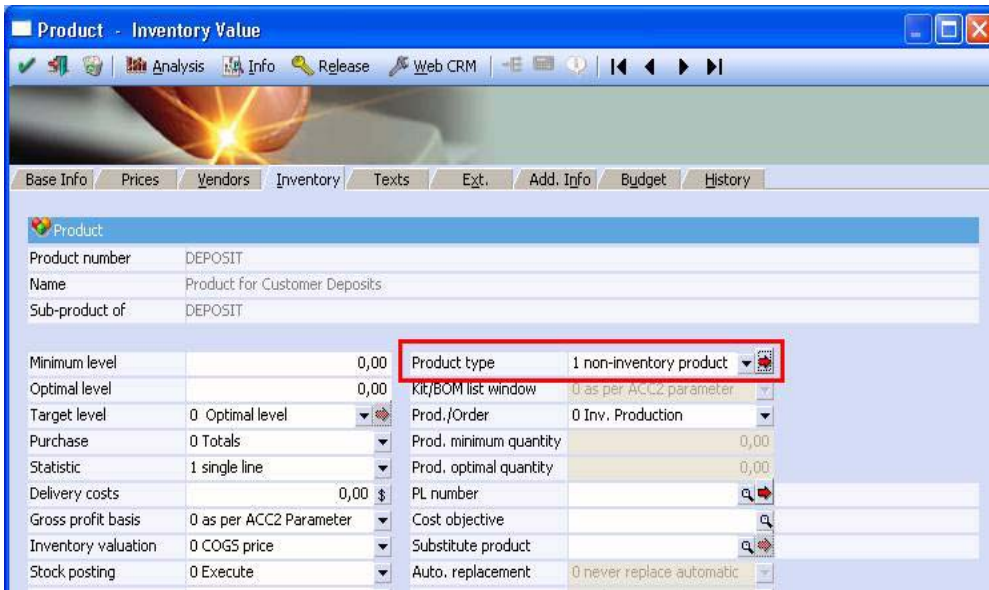 Product - Inventory Value
Analysis Info Release Web CRM
Base Info Prices Vendors Inventory Texts Ext. Add. Info Budget History
Product
Product number DEPOSIT
Name Product for Customer Deposits
Sub-product of DEPOSIT
Minimum level 0,00 Product type 1 non-inventory product
Optimal level 0,00 Kit/BOM list window 0 as per ACC2 parameter
Target level 0 Optimal level Prod./Order 0 Inv. Production
Purchase 0 Totals Prod. minimum quantity 0,00
Statistic 1 single line Prod. optimal quantity 0,00
Delivery costs 0,00 $ PL number
Gross profit basis 0 as per ACC2 Parameter Cost objective
Inventory valuation 0 COGS price Substitute product
Stock posting 0 Execute Auto. replacement 0 never replace automatic